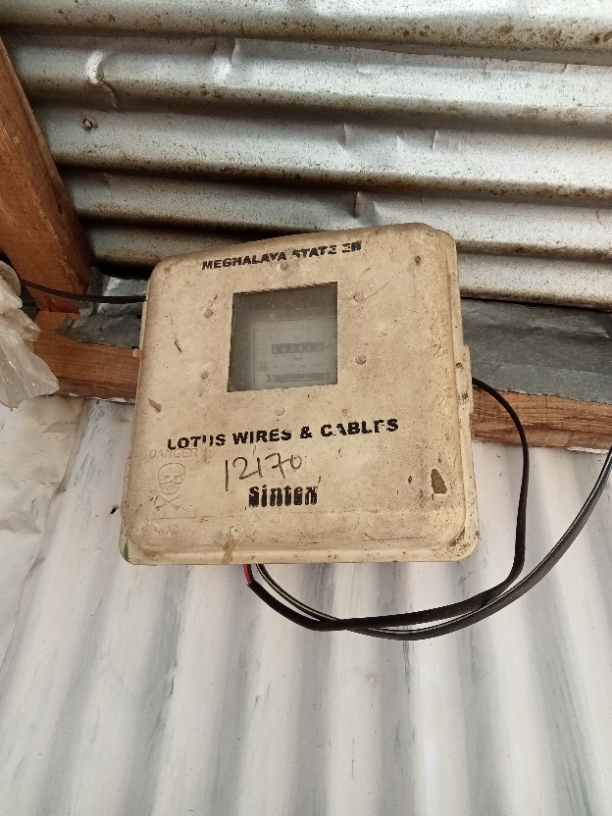 MEGHALAYA STATE
LOTUS WIRES & CABLES
DANGER
12170
Sintex